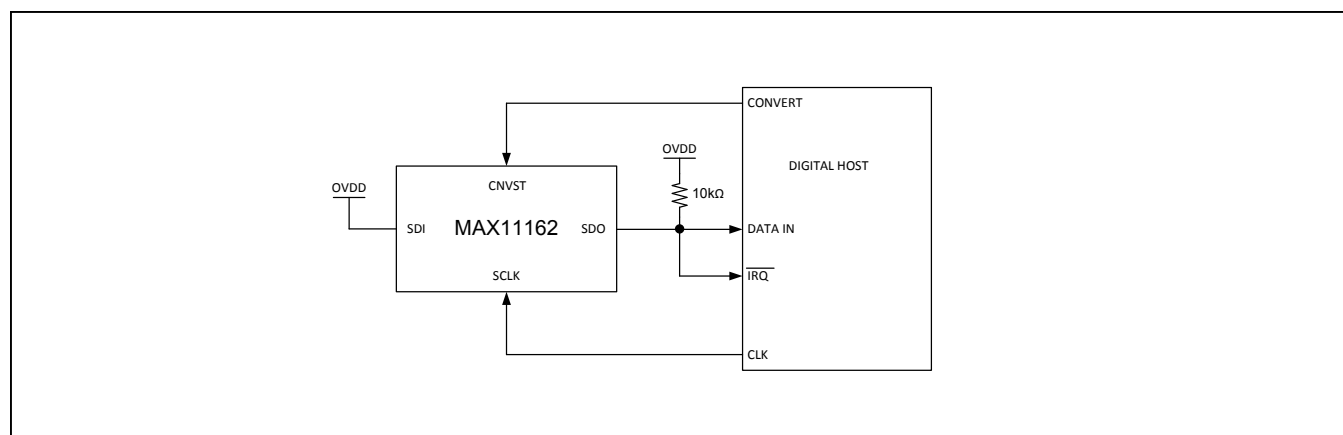 CONVERT
OVDD
DIGITAL HOST
OVDD
CNVST
10kΩ
SDI
MAX11162
SDO
DATA IN
SCLK
IRQ
CLK